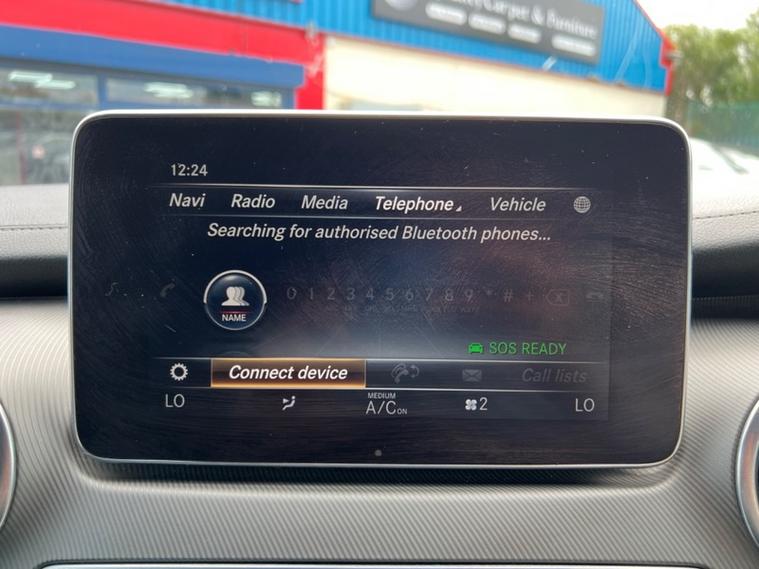 Carpet & Furniture
12:24
Navi Radio Media Telephone Vehicle
Searching for authorised Bluetooth phones...
0 1 2 3 4 5 6 7 8 9 * # +
NAME
SOS READY
Connect device Call lists
LO MEDIUM A/C ON 2 LO